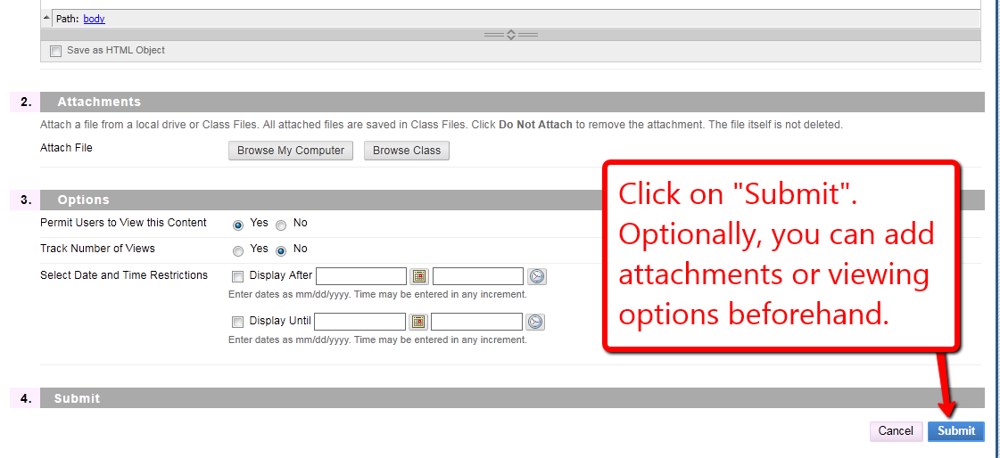 Path: body
Save as HTML Object
2. Attachments
Attach a file from a local drive or Class Files. All attached files are saved in Class Files. Click Do Not Attach to remove the attachment. The file itself is not deleted.
Attach File Browse My Computer Browse Class
3. Options
Permit Users to View this Content Yes No
Track Number of Views Yes No
Select Date and Time Restrictions Display After
Enter dates as mm/dd/yyyy. Time may be entered in any increment.
Display Until
Enter dates as mm/dd/yyyy. Time may be entered in any increment.
Click on "Submit".
Optionally, you can add
attachments or viewing
options beforehand.
4. Submit
Cancel Submit